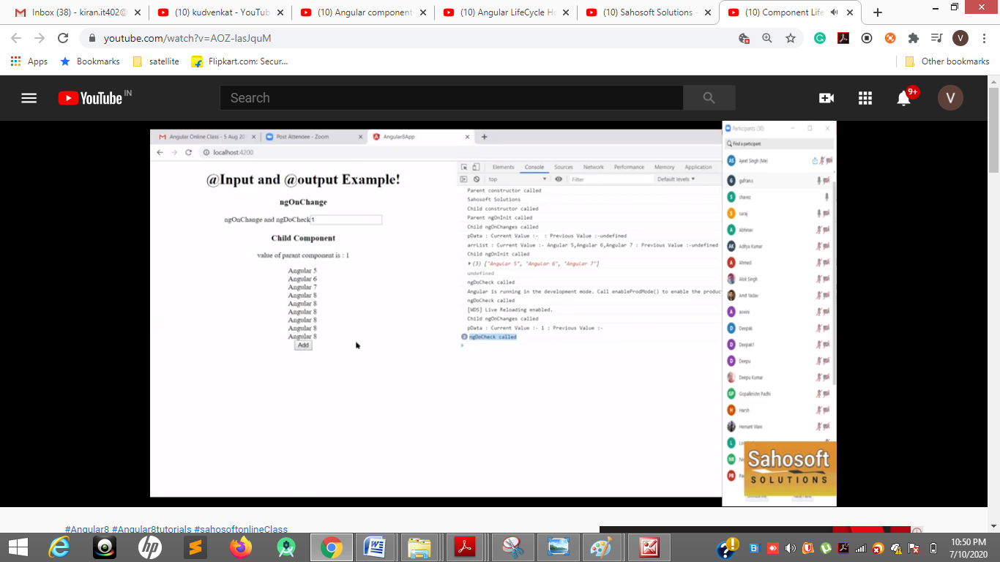 Inbox (38) - kiran.it402@
(10) kudvenkat - YouTub
(10) Angular component
(10) Angular LifeCycle Ho
(10) Sahosoft Solutions -
(10) Component Life
youtube.com/watch?v=AOZ-IasJquM
V
Apps
Bookmarks
satellite
Flipkart.com: Secur...
Other bookmarks
YouTube IN
Search
9+
V
Angular Online Class - 5 Aug 20
Post Attendee - Zoom
Angular8App
localhost:4200
@Input and @output Example!
ngOnChange
ngOnChange and ngDoCheck 1
Child Component
value of parant component is : 1
Angular 5
Angular 6
Angular 7
Angular 8
Angular 8
Angular 8
Angular 8
Angular 8
Angular 8
Add
Elements Console Sources Network Performance Memory Application
top
Filter
Default levels
Parent constructor called
Sahosoft Solutions
Child constructor called
Parent ngOnInit called
Child ngOnChanges called
pData : Current Value :- : Previous Value :-undefined
arrList : Current Value :- Angular 5,Angular 6,Angular 7 : Previous Value :-undefined
Child ngOnInit called
(3) ["Angular 5", "Angular 6", "Angular 7"]
undefined
ngDoCheck called
Angular is running in the development mode. Call enableProdMode() to enable the produc
ngDoCheck called
[WDS] Live Reloading enabled.
Child ngOnChanges called
pData : Current Value :- 1 : Previous Value :-
ngDoCheck called
Participants (30)
Find a participant
AS Ajeet Singh (Me)
G gufran.s
S shavez
S suraj
A Abhinav
AK Aditya Kumar
A Ahmed
Alok Singh
Amit Yadav
A aswini
D Deepak
D Deepak1
D Deepu
Deepu Kumar
GP Gopalkrishn Padhi
H Harsh
Hemant Wani
L
NR
PB
Sahosoft
SOLUTIONS
#Angular8 #Angular8tutorials #sahosoftonlineClass
10:50 PM
7/10/2020